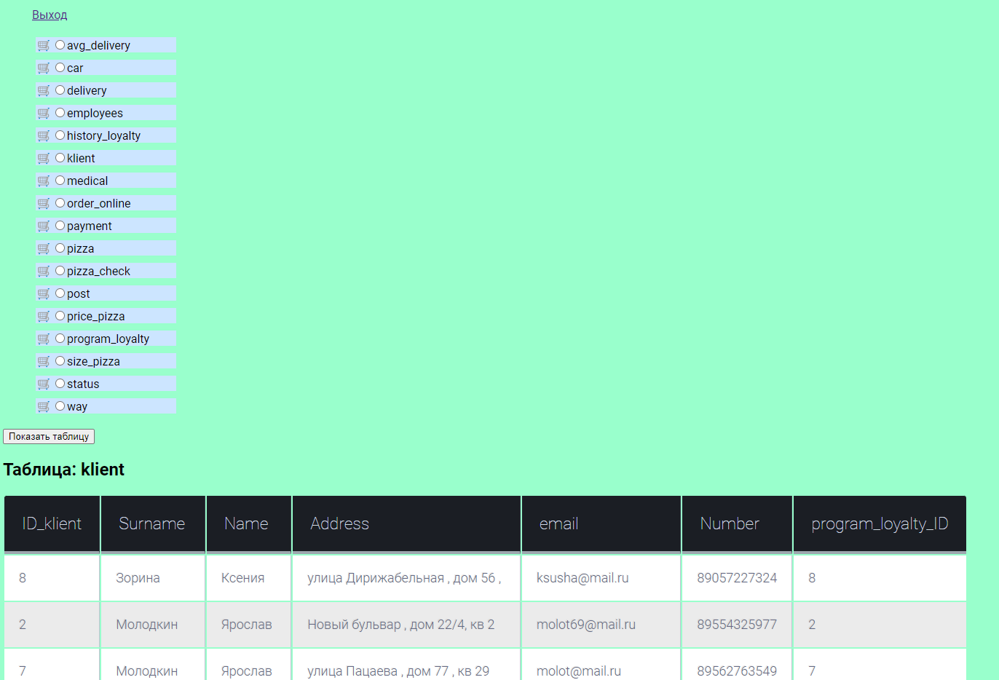 Выход
avg_delivery
car
delivery
employees
history_loyalty
klient
medical
order_online
payment
pizza
pizza_check
post
price_pizza
program_loyalty
size_pizza
status
way
Показать таблицу
Таблица: klient
ID_klient Surname Name Address email Number program_loyalty_ID
8 Зорина Ксения улица Дирижабельная , дом 56 , ksusha@mail.ru 89057227324 8
2 Молодкин Ярослав Новый бульвар , дом 22/4, кв 2 molot69@mail.ru 89554325977 2
7 Молодкин Ярослав улица Пацаева , дом 77 , кв 29 molot@mail.ru 89562763549 7